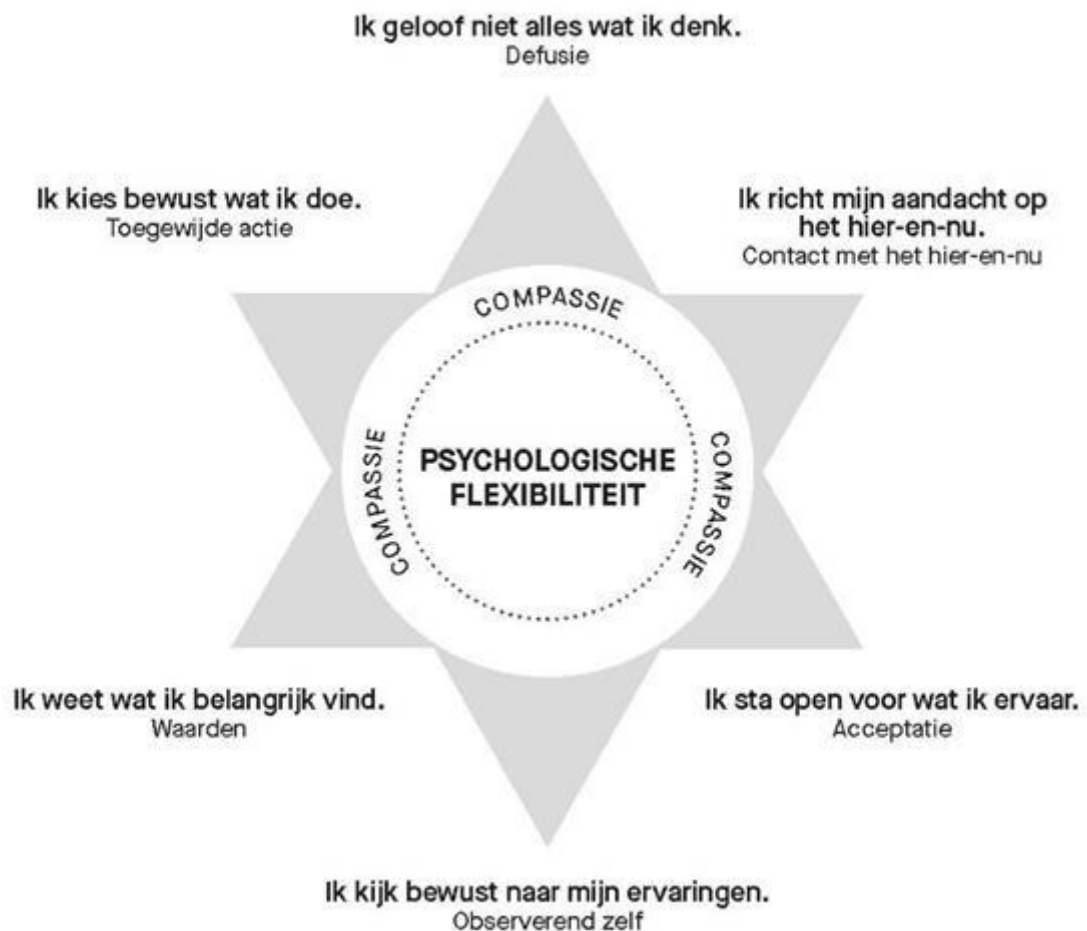 Ik geloof niet alles wat ik denk.
Defusie
Ik kies bewust wat ik doe.
Toegewijde actie
Ik richt mijn aandacht op
het hier-en-nu.
Contact met het hier-en-nu
COMPASSIE
COMPASSIE
COMPASSIE
PSYCHOLOGISCHE
FLEXIBILITEIT
Ik weet wat ik belangrijk vind.
Waarden
Ik sta open voor wat ik ervaar.
Acceptatie
Ik kijk bewust naar mijn ervaringen.
Observerend zelf